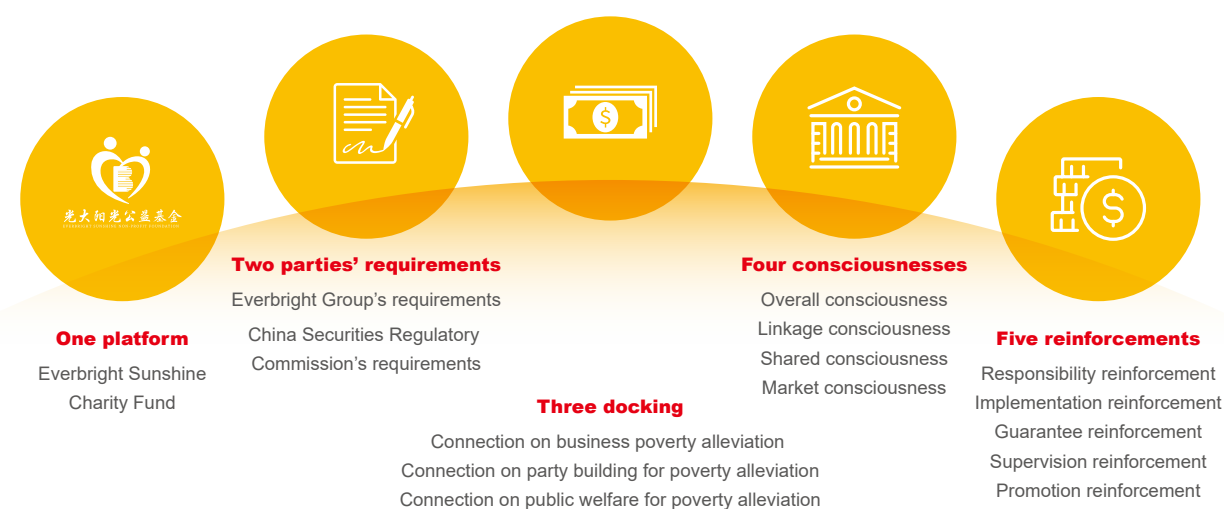 光大阳光公益基金
One platform
Everbright Sunshine
Charity Fund
Two parties’ requirements
Everbright Group’s requirements
China Securities Regulatory
Commission’s requirements
$
Three docking
Connection on business poverty alleviation
Connection on party building for poverty alleviation
Connection on public welfare for poverty alleviation
Four consciousnesses
Overall consciousness
Linkage consciousness
Shared consciousness
Market consciousness
$
Five reinforcements
Responsibility reinforcement
Implementation reinforcement
Guarantee reinforcement
Supervision reinforcement
Promotion reinforcement